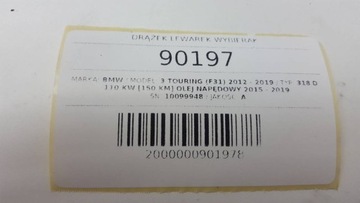 DRĄŻEK LEWAREK WYBIERAK
90197
MARKA: BMW | MODEL: 3 TOURING (F31) 2012 - 2019 | TYP: 318 D
110 KW [150 KM] OLEJ NAPĘDOWY 2015 - 2019
SN: 10099948 | JAKOŚĆ: A
2000000901978